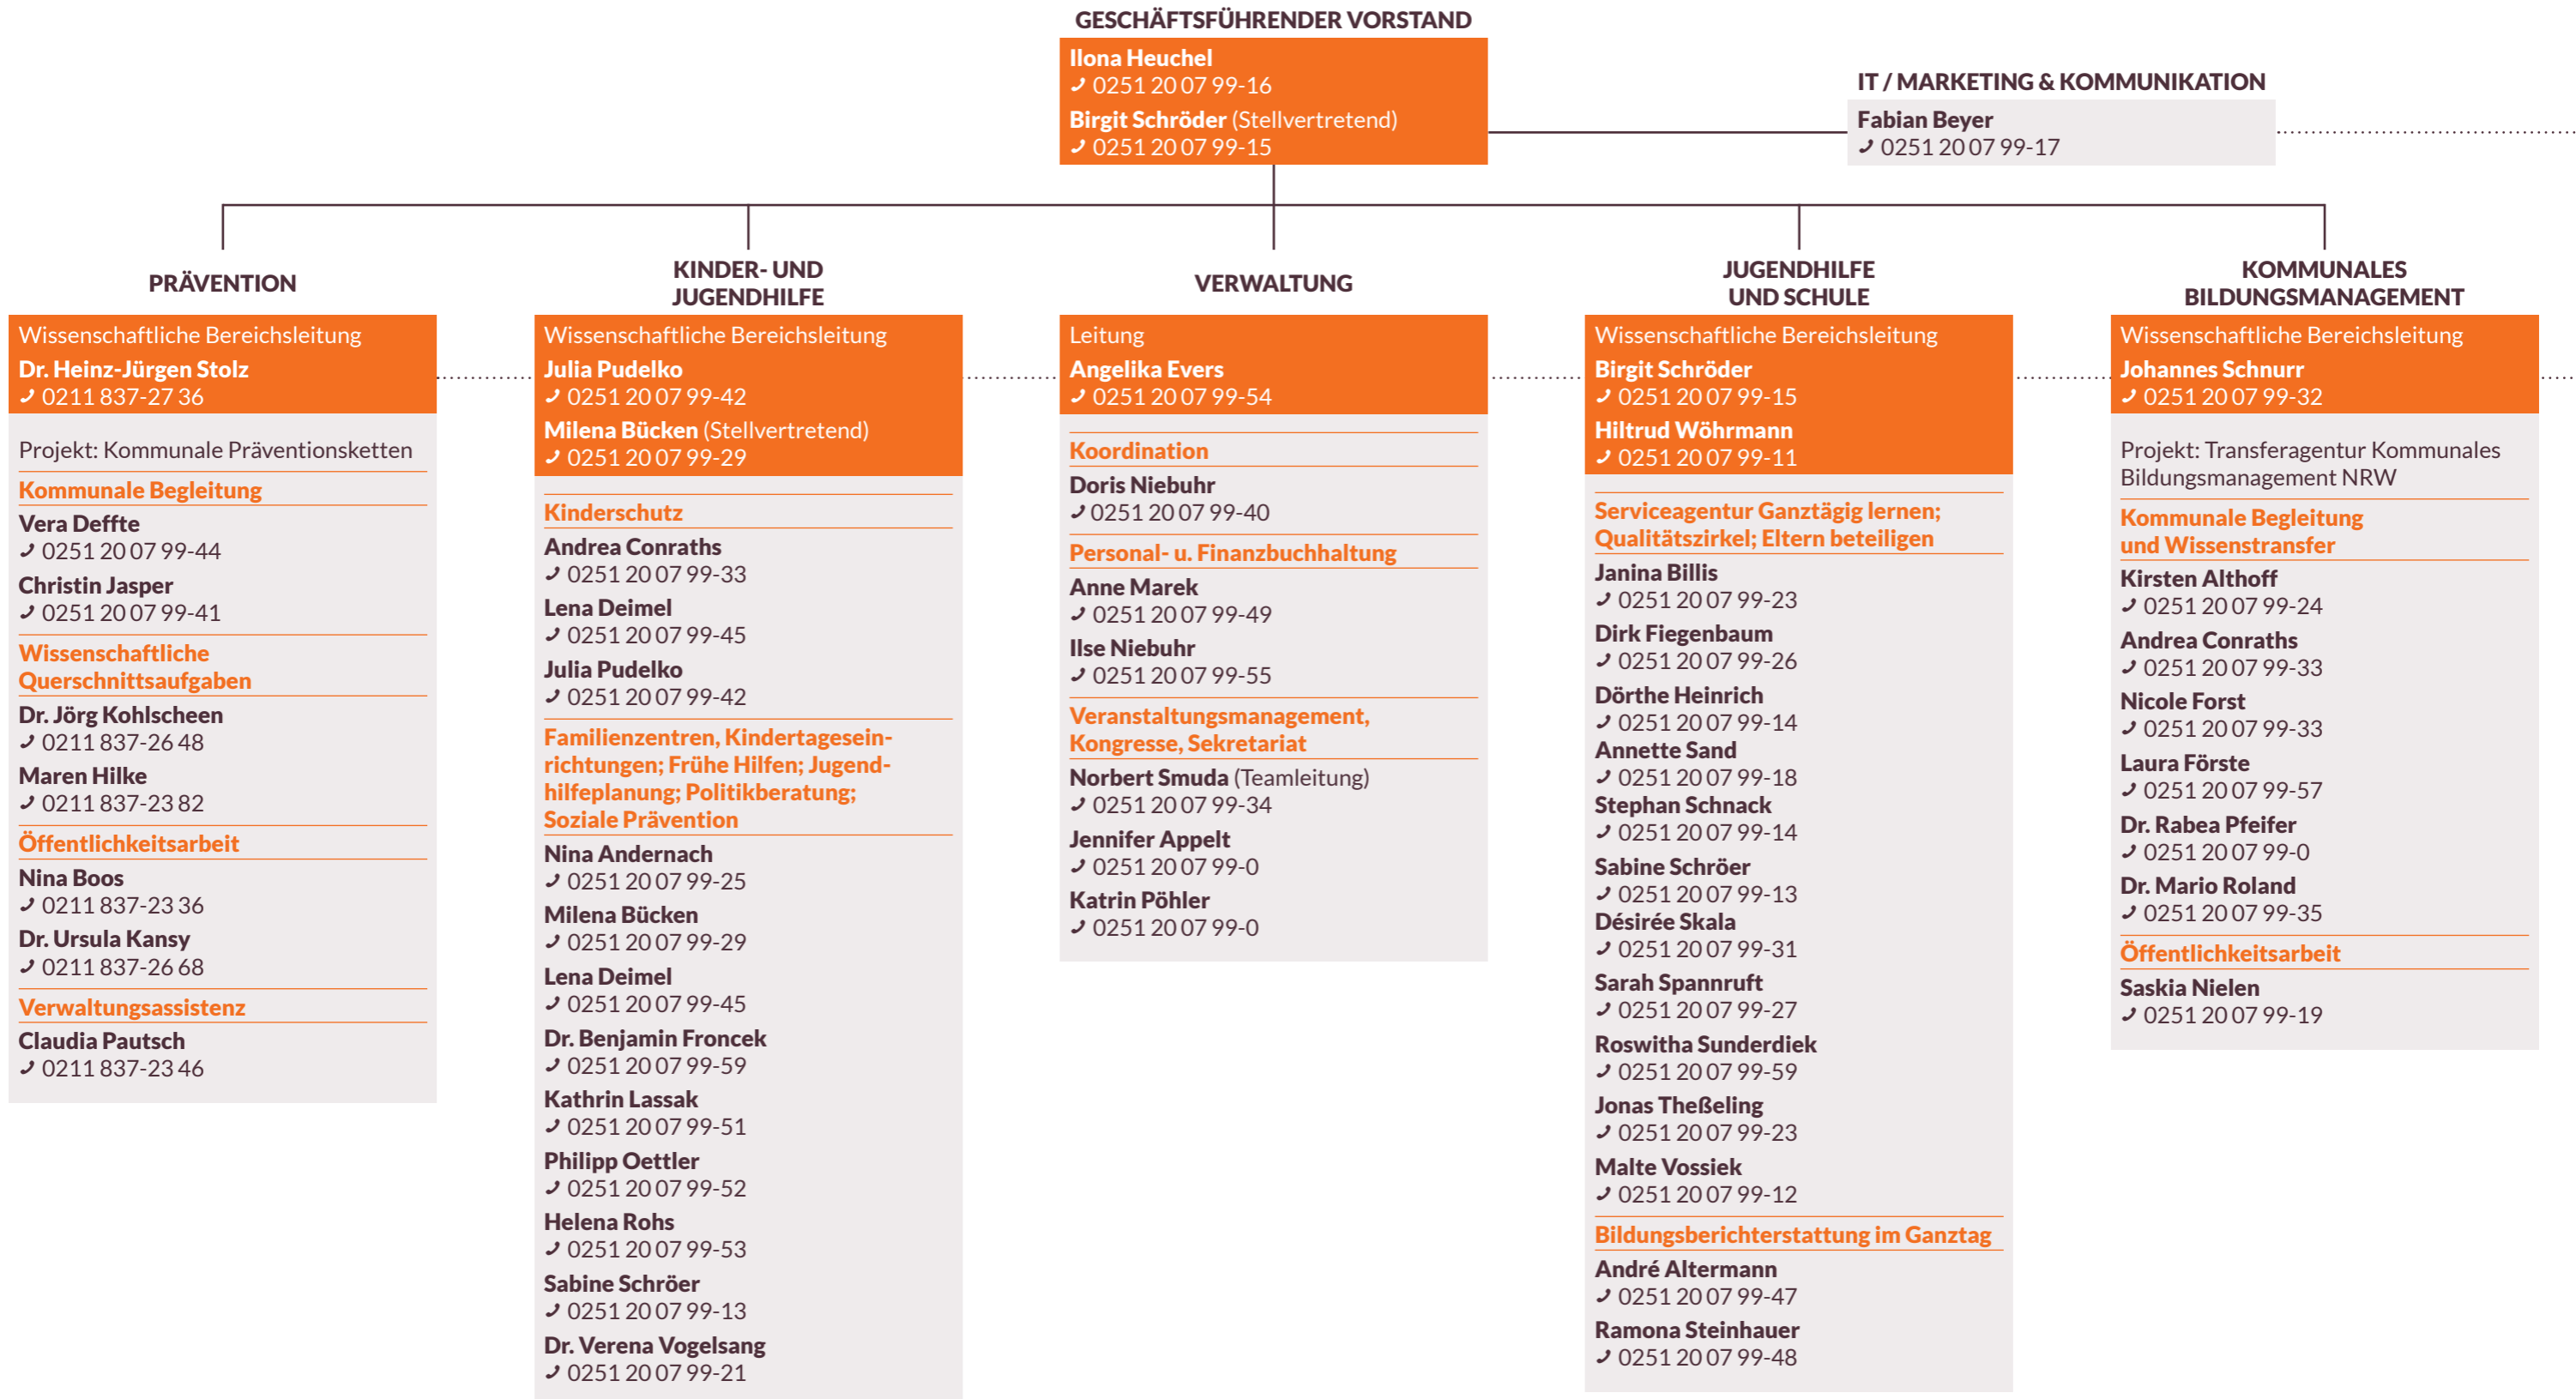 GESCHÄFTSFÜHRENDER VORSTAND
Ilona Heuchel
0251 20 07 99-16
Birgit Schröder (Stellvertretend)
0251 20 07 99-15
IT / MARKETING & KOMMUNIKATION
Fabian Beyer
0251 20 07 99-17
PRÄVENTION
Wissenschaftliche Bereichsleitung
Dr. Heinz-Jürgen Stolz
0211 837-27 36
Projekt: Kommunale Präventionsketten
Kommunale Begleitung
Vera Deffte
0251 20 07 99-44
Christin Jasper
0251 20 07 99-41
Wissenschaftliche
Querschnittsaufgaben
Dr. Jörg Kohlscheen
0211 837-26 48
Maren Hilke
0211 837-23 82
Öffentlichkeitsarbeit
Nina Boos
0211 837-23 36
Dr. Ursula Kansy
0211 837-26 68
Verwaltungsassistenz
Claudia Pautsch
0211 837-23 46
KINDER- UND
JUGENDHILFE
Wissenschaftliche Bereichsleitung
Julia Pudelko
0251 20 07 99-42
Milena Bücken (Stellvertretend)
0251 20 07 99-29
Kinderschutz
Andrea Conraths
0251 20 07 99-33
Lena Deimel
0251 20 07 99-45
Julia Pudelko
0251 20 07 99-42
Familienzentren, Kindertagesein-
richtungen; Frühe Hilfen; Jugend-
hilfeplanung; Politikberatung;
Soziale Prävention
Nina Andernach
0251 20 07 99-25
Milena Bücken
0251 20 07 99-29
Lena Deimel
0251 20 07 99-45
Dr. Benjamin Froncek
0251 20 07 99-59
Kathrin Lassak
0251 20 07 99-51
Philipp Oettler
0251 20 07 99-52
Helena Rohs
0251 20 07 99-53
Sabine Schröer
0251 20 07 99-13
Dr. Verena Vogelsang
0251 20 07 99-21
VERWALTUNG
Leitung
Angelika Evers
0251 20 07 99-54
Koordination
Doris Niebuhr
0251 20 07 99-40
Personal- u. Finanzbuchhaltung
Anne Marek
0251 20 07 99-49
Ilse Niebuhr
0251 20 07 99-55
Veranstaltungsmanagement,
Kongresse, Sekretariat
Norbert Smuda (Teamleitung)
0251 20 07 99-34
Jennifer Appelt
0251 20 07 99-0
Katrin Pöhler
0251 20 07 99-0
JUGENDHILFE
UND SCHULE
Wissenschaftliche Bereichsleitung
Birgit Schröder
0251 20 07 99-15
Hiltrud Wöhrmann
0251 20 07 99-11
Serviceagentur Ganztägig lernen;
Qualitätszirkel; Eltern beteiligen
Janina Billis
0251 20 07 99-23
Dirk Fiegenbaum
0251 20 07 99-26
Dörthe Heinrich
0251 20 07 99-14
Annette Sand
0251 20 07 99-18
Stephan Schnack
0251 20 07 99-14
Sabine Schröer
0251 20 07 99-13
Désirée Skala
0251 20 07 99-31
Sarah Spannruft
0251 20 07 99-27
Roswitha Sunderdiek
0251 20 07 99-59
Jonas Theßeling
0251 20 07 99-23
Malte Vossiek
0251 20 07 99-12
Bildungsberichterstattung im Ganztag
André Altermann
0251 20 07 99-47
Ramona Steinhauer
0251 20 07 99-48
KOMMUNALES
BILDUNGSMANAGEMENT
Wissenschaftliche Bereichsleitung
Johannes Schnurr
0251 20 07 99-32
Projekt: Transferagentur Kommunales
Bildungsmanagement NRW
Kommunale Begleitung
und Wissenstransfer
Kirsten Althoff
0251 20 07 99-24
Andrea Conraths
0251 20 07 99-33
Nicole Forst
0251 20 07 99-33
Laura Förste
0251 20 07 99-57
Dr. Rabea Pfeifer
0251 20 07 99-0
Dr. Mario Roland
0251 20 07 99-35
Öffentlichkeitsarbeit
Saskia Nielen
0251 20 07 99-19